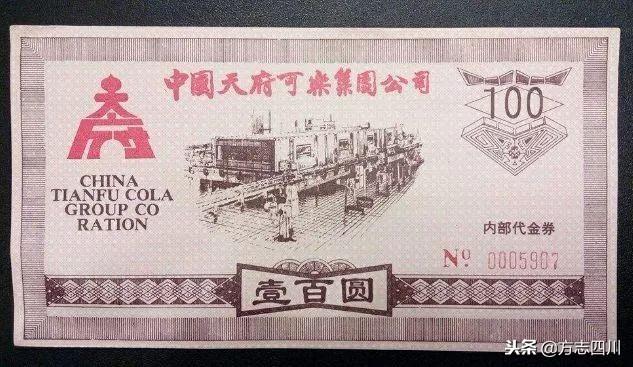 中國天府可樂集團公司
100
CHINA
TIANFU COLA
GROUP CO
RATION
内部代金券
Nº 0005907
壹百圆
头条 @方志四川